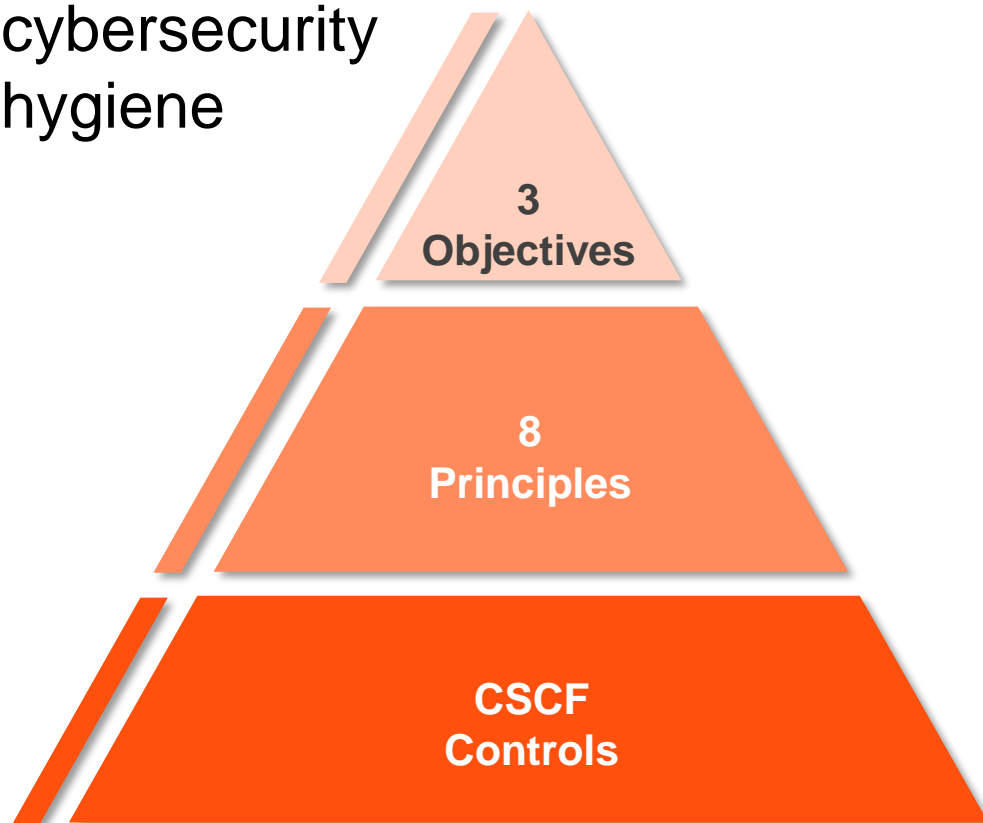 cybersecurity
hygiene
3
Objectives
8
Principles
CSCF
Controls